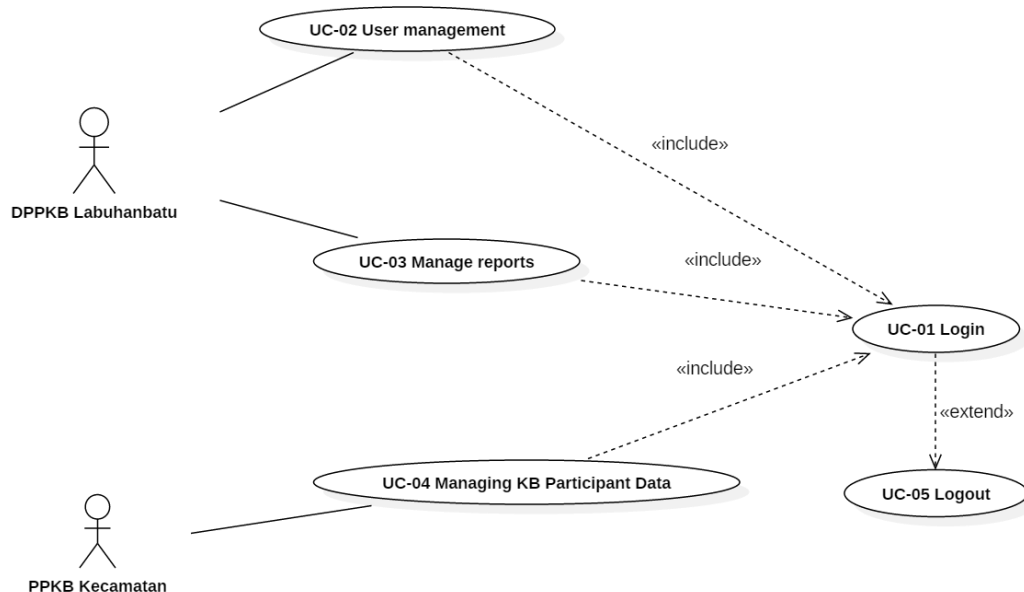 UC-02 User management
«include»
DPPKB Labuhanbatu
UC-03 Manage reports
«include»
UC-01 Login
«include»
«extend»
UC-04 Managing KB Participant Data
UC-05 Logout
PPKB Kecamatan